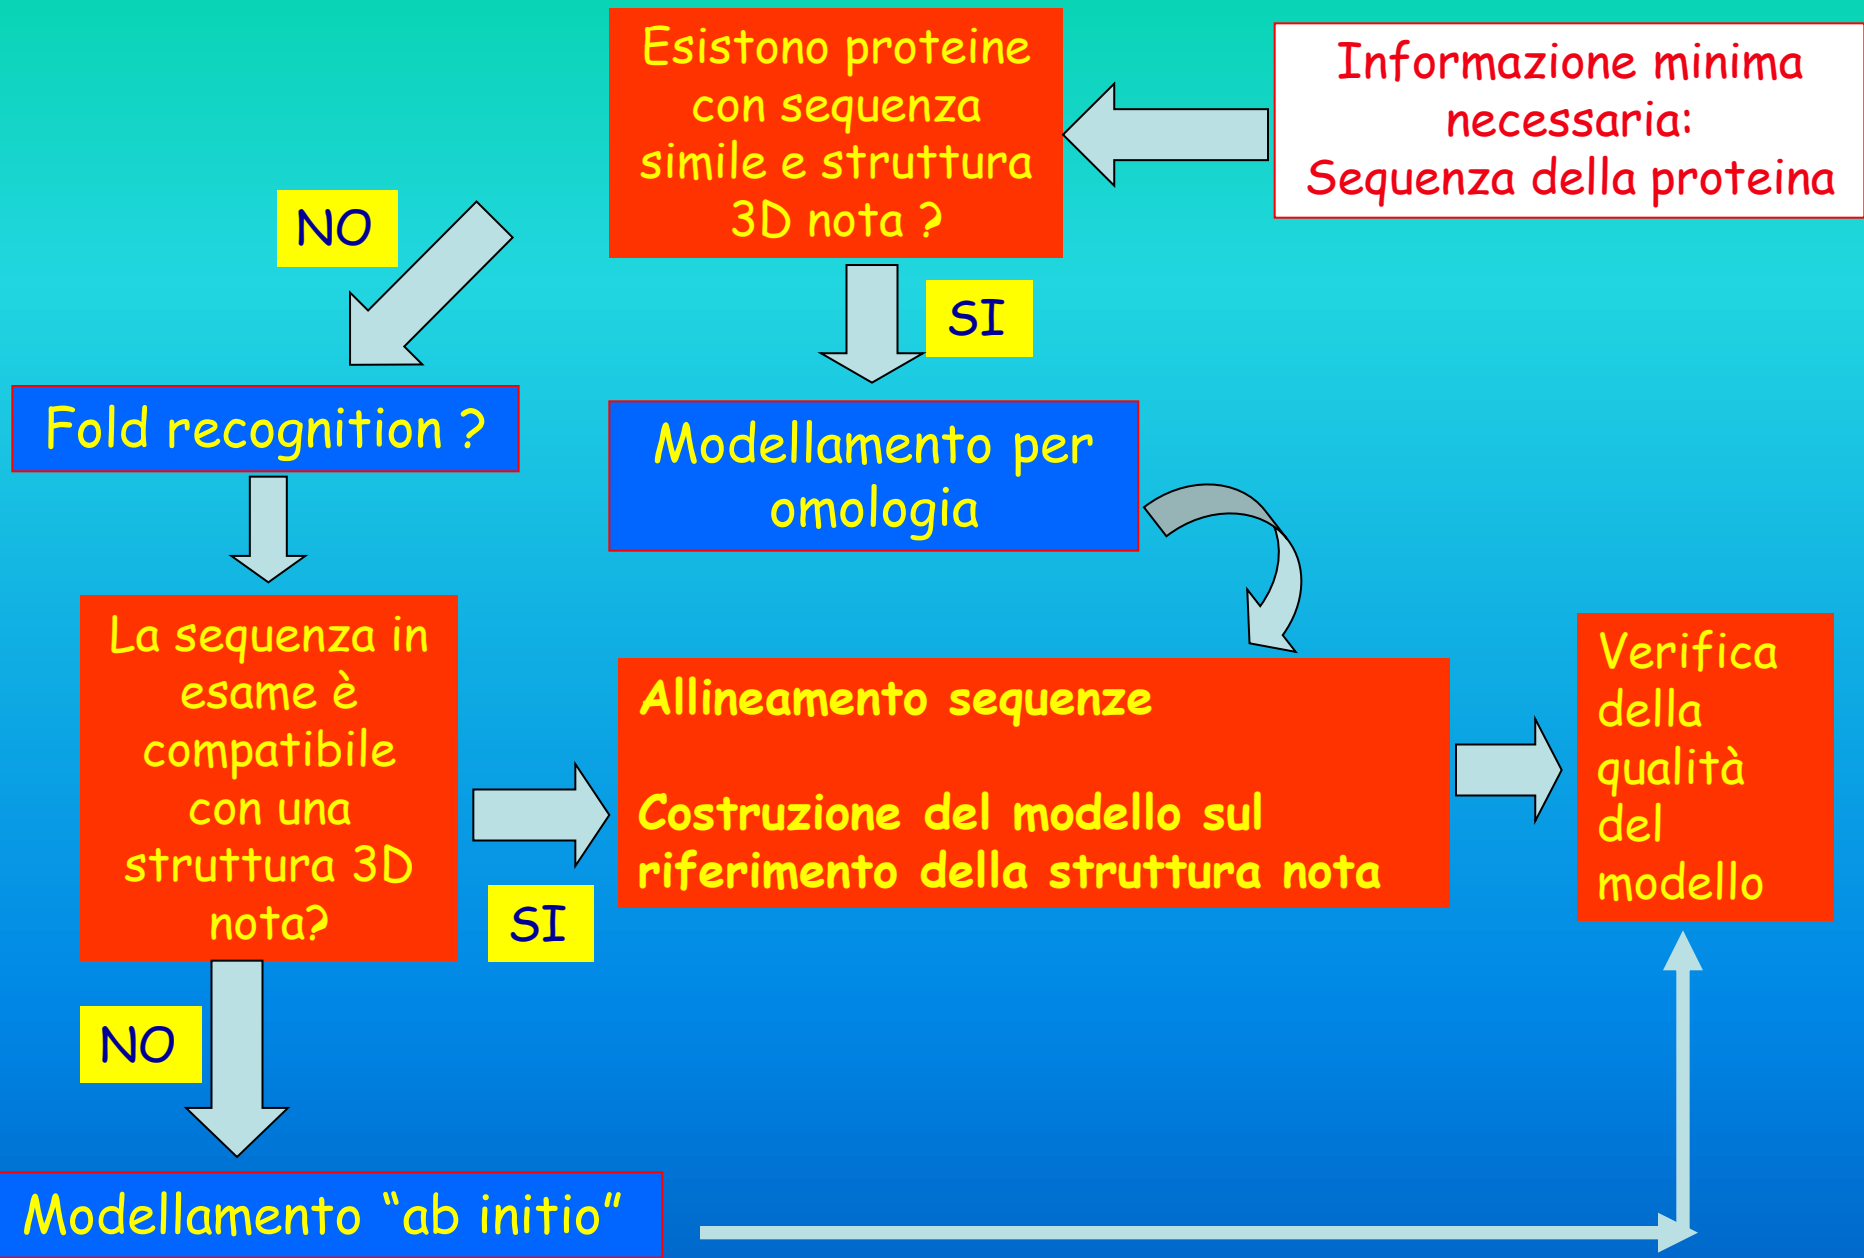 Esistono proteine
con sequenza
simile e struttura
3D nota ?
Informazione minima
necessaria:
Sequenza della proteina
NO
SI
Fold recognition ?
Modellamento per
omologia
La sequenza in
esame è
compatibile
con una
struttura 3D
nota?
SI
Allineamento sequenze
Costruzione del modello sul
riferimento della struttura nota
Verifica
della
qualità
del
modello
NO
Modellamento “ab initio”